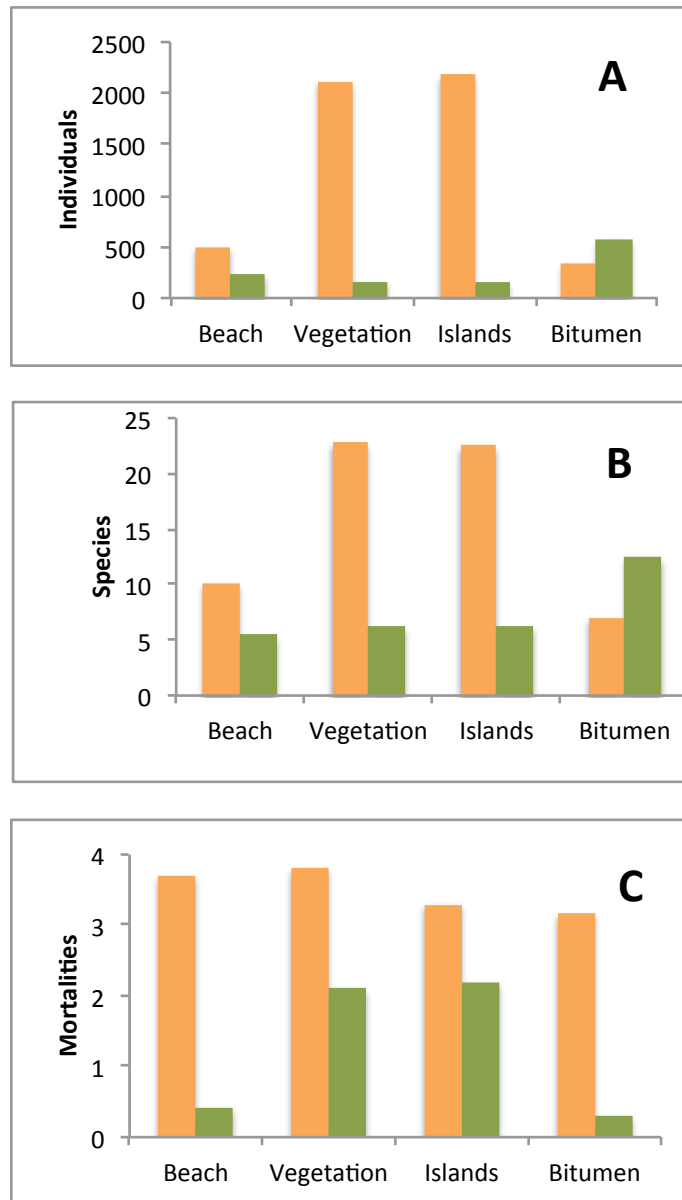 A
Individuals
2500
2000
1500
1000
500
0
Beach Vegetation Islands Bitumen
B
Species
25
20
15
10
5
0
Beach Vegetation Islands Bitumen
C
Mortalities
4
3
2
1
0
Beach Vegetation Islands Bitumen